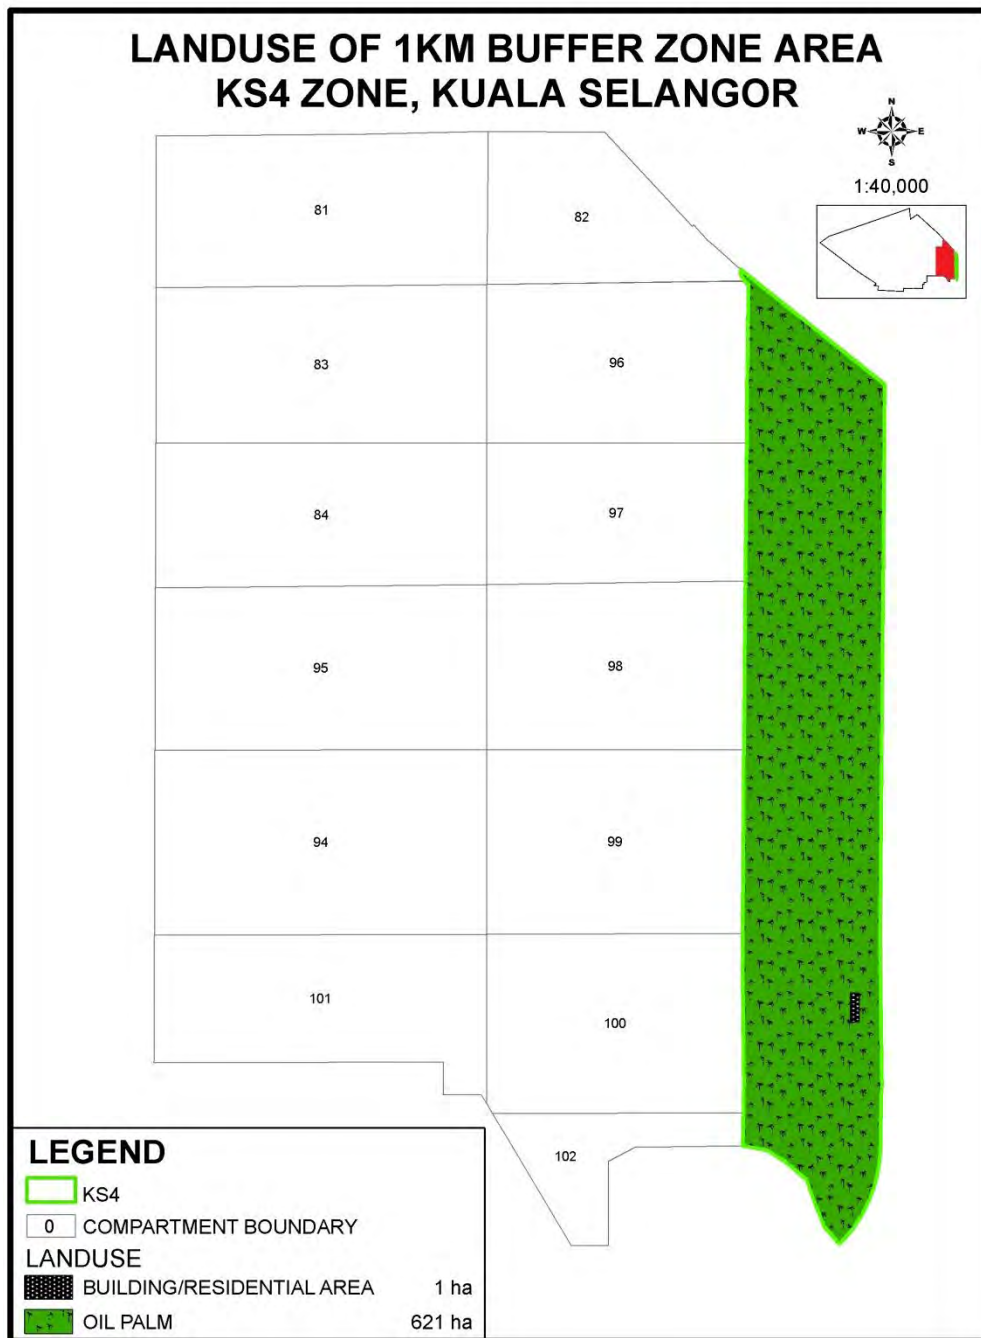 LANDUSE OF 1KM BUFFER ZONE AREA
KS4 ZONE, KUALA SELANGOR
N
W E
S
1:40,000
81
82
83
96
84
97
95
98
94
99
101
100
102
LEGEND
KS4
0 COMPARTMENT BOUNDARY
LANDUSE
BUILDING/RESIDENTIAL AREA 1 ha
OIL PALM 621 ha